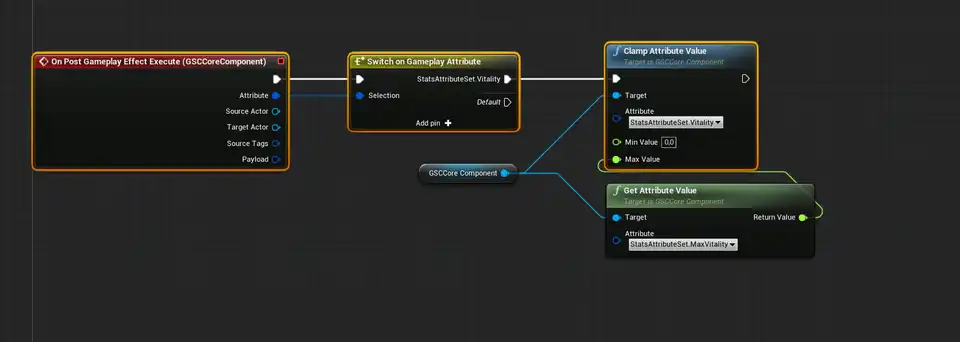 On Post Gameplay Effect Execute (GSCCoreComponent)
Attribute
Source Actor
Target Actor
Source Tags
Payload
Switch on Gameplay Attribute
StatsAttributeSet.Vitality
Selection
Default
Add pin
GSCCore Component
Clamp Attribute Value
Target is GSCCore Component
Target
Attribute
StatsAttributeSet.Vitality
Min Value 0,0
Max Value
Get Attribute Value
Target is GSCCore Component
Target Return Value
Attribute
StatsAttributeSet.MaxVitality